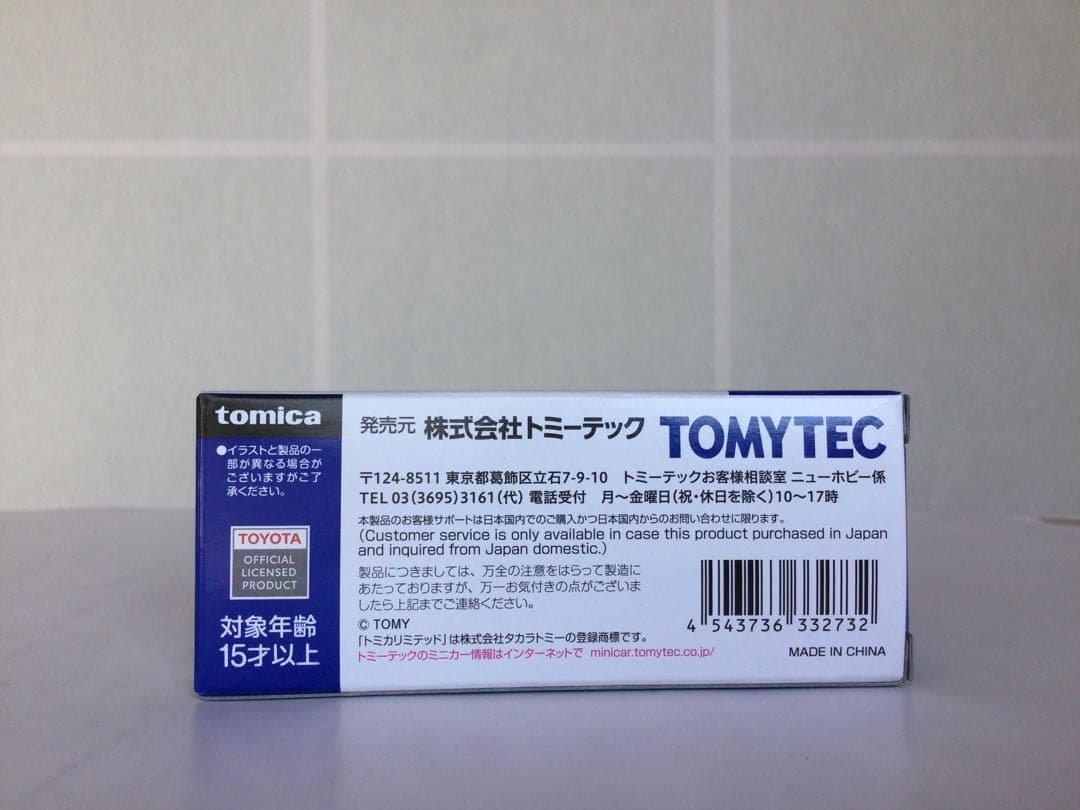 tomica
●イラストと製品の一
部が異なる場合が
ございますがご了
承ください。
TOYOTA
OFFICIAL
LICENSED
PRODUCT
対象年齢
15才以上
発売元 株式会社トミーテック TOMYTEC
〒124-8511 東京都葛飾区立石7-9-10 トミーテックお客様相談室 ニューホビー係
TEL 03(3695)3161(代) 電話受付 月〜金曜日(祝・休日を除く)10〜17時
本製品のお客様サポートは日本国内でのご購入かつ日本国内からのお問い合わせに限ります。
(Customer service is only available in case this product purchased in Japan
and inquired from Japan domestic.)
製品につきましては、万全の注意をはらって製造に
あたっておりますが、万一お気付きの点がございま
したら上記までご連絡ください。
© TOMY
「トミカリミテッド」は株式会社タカラトミーの登録商標です。
トミーテックのミニカー情報はインターネットで minicar.tomytec.co.jp/
4 543736 332732
MADE IN CHINA